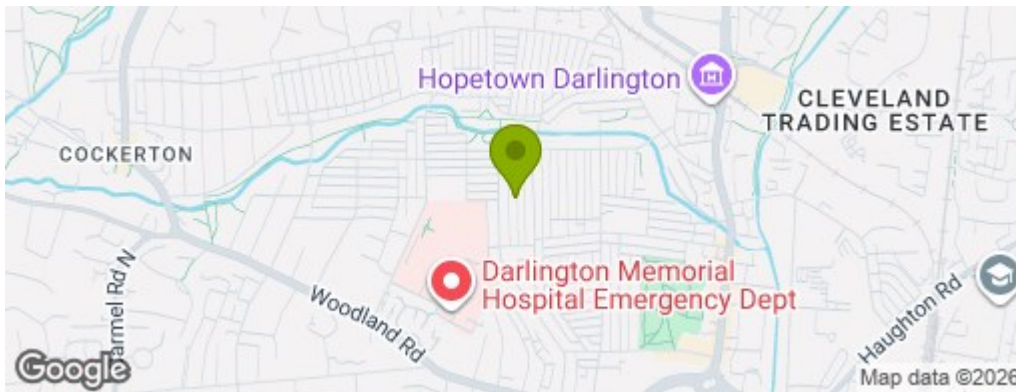 Hopetown Darlington
CLEVELAND
TRADING ESTATE
COCKERTON
Darlington Memorial
Hospital Emergency Dept
armel Rd N
Woodland Rd
Haughton Rd
Google
Map data ©2026